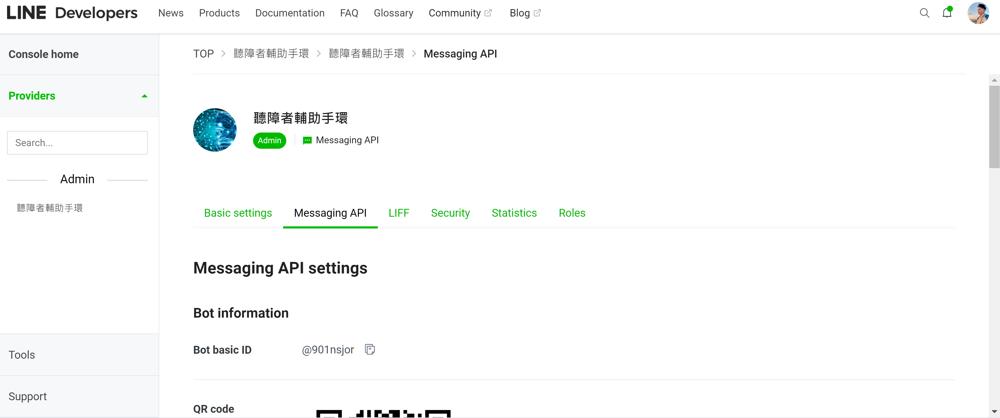 LINE Developers News Products Documentation FAQ Glossary Community Blog
Console home
Providers
Search...
Admin
聽障者輔助手環
Tools
Support
TOP > 聽障者輔助手環 > 聽障者輔助手環 > Messaging API
聽障者輔助手環
Admin Messaging API
Basic settings Messaging API LIFF Security Statistics Roles
Messaging API settings
Bot information
Bot basic ID @901nsjor
QR code